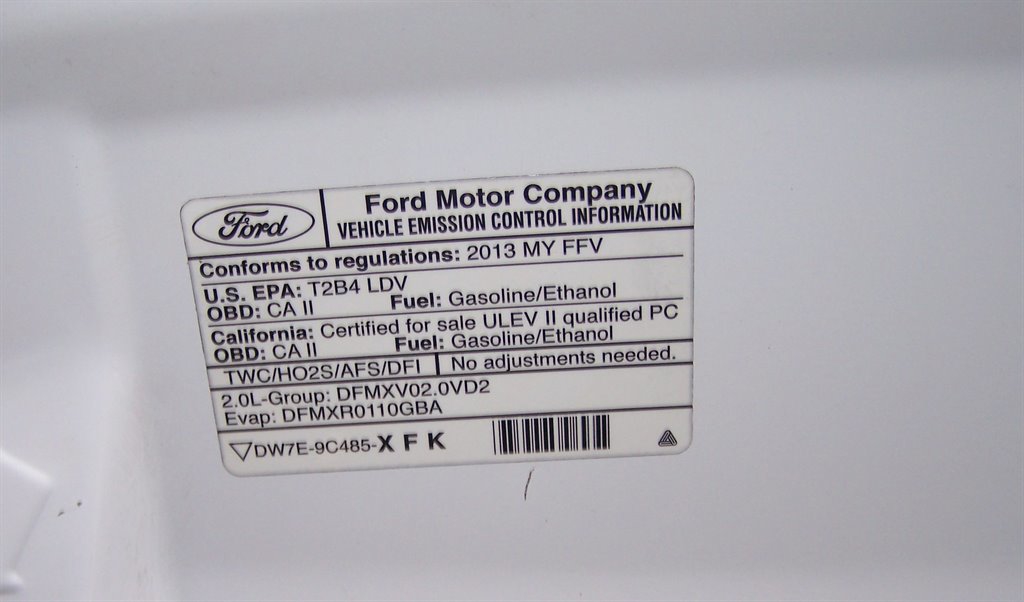 Ford
Ford Motor Company
VEHICLE EMISSION CONTROL INFORMATION
Conforms to regulations: 2013 MY FFV
U.S. EPA: T2B4 LDV
OBD: CA II Fuel: Gasoline/Ethanol
California: Certified for sale ULEV II qualified PC
OBD: CA II Fuel: Gasoline/Ethanol
TWC/HO2S/AFS/DFI No adjustments needed.
2.0L-Group: DFMXV02.0VD2
Evap: DFMXR0110GBA
DW7E-9C485-X F K